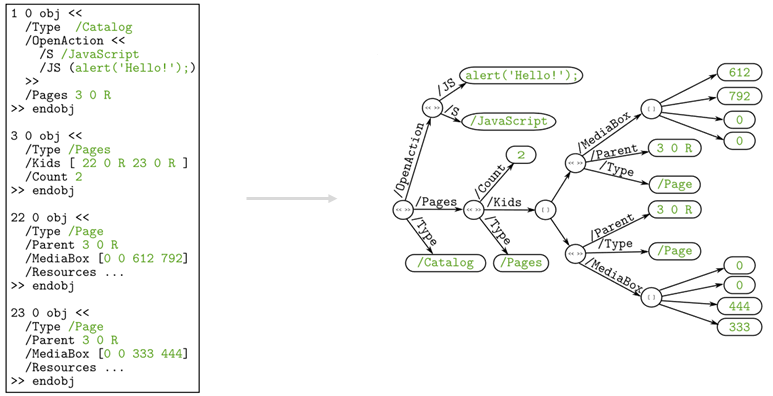 1 0 obj <<
/Type /Catalog
/OpenAction <<
/S /JavaScript
/JS (alert('Hello!');)
>>
/Pages 3 0 R
>> endobj
3 0 obj <<
/Type /Pages
/Kids [ 22 0 R 23 0 R ]
/Count 2
>> endobj
22 0 obj <<
/Type /Page
/Parent 3 0 R
/MediaBox [0 0 612 792]
/Resources ...
>> endobj
23 0 obj <<
/Type /Page
/Parent 3 0 R
/MediaBox [0 0 333 444]
/Resources ...
>> endobj
<< >>
/OpenAction
<< >>
/JS
alert('Hello!');
/S
/JavaScript
/Pages
<< >>
/Type
/Catalog
/Count
2
/Kids
[ ]
/Type
/Pages
<< >>
/MediaBox
[ ]
612
792
0
0
/Parent
3 0 R
/Type
/Page
<< >>
/Parent
3 0 R
/Type
/Page
/MediaBox
[ ]
0
0
444
333